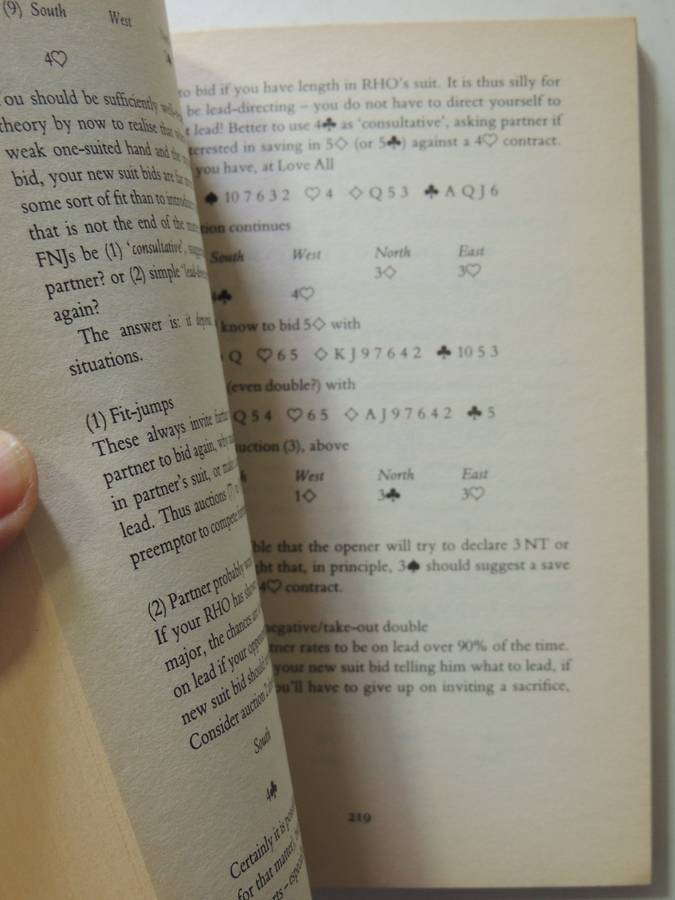 (9) South West
4♡
ou should be sufficiently
theory by now to realise that
weak one-suited hand and the
bid, your new suit bids are far
some sort of fit than to introdu
that is not the end of the
FNJs be (1) 'consultative',
partner? or (2) simple
again?
The answer is: it
situations.
(1) Fit-jumps
These always invite
partner to bid again, why
in partner's suit, or make
lead. Thus auctions (7)
preemptor to compete
(2) Partner probably
If your RHO has
major, the chances are
on lead if your
new suit bid should
Consider auction 2
South
4♣
Certainly it is
for that matter,
rts – especi
to bid if you have length in RHO's suit. It is thus silly for
be lead-directing – you do not have to direct yourself to
t lead! Better to use 4♣ as 'consultative', asking partner if
terested in saving in 5♢ (or 5♣) against a 4♡ contract.
you have, at Love All
♠ 10 7 6 3 2 ♡ 4 ♢ Q 5 3 ♣ A Q J 6
tion continues
South West North East
3♢ 3♡
4♣ 4♡
know to bid 5♢ with
Q ♡ 6 5 ♢ K J 9 7 6 4 2 ♣ 10 5 3
(even double?) with
Q 5 4 ♡ 6 5 ♢ A J 9 7 6 4 2 ♣ 5
uction (3), above
h West North East
1♢ 3♣ 3♡
ble that the opener will try to declare 3 NT or
ght that, in principle, 3♠ should suggest a save
4♡ contract.
negative/take-out double
tner rates to be on lead over 90% of the time.
your new suit bid telling him what to lead, if
ou'll have to give up on inviting a sacrifice,
219